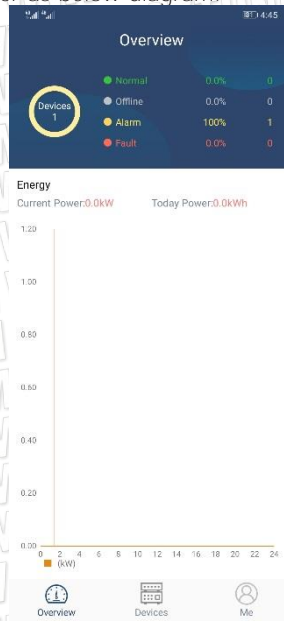 as below diagram.
4:45
Overview
Devices
1
Normal 0.0% 0
Offline 0.0% 0
Alarm 100% 1
Fault 0.0% 0
Energy
Current Power:0.0kW Today Power:0.0kWh
1.20
1.00
0.80
0.60
0.40
0.20
0.00
0 2 4 6 8 10 12 14 16 18 20 22 24
(kW)
Overview Devices Me